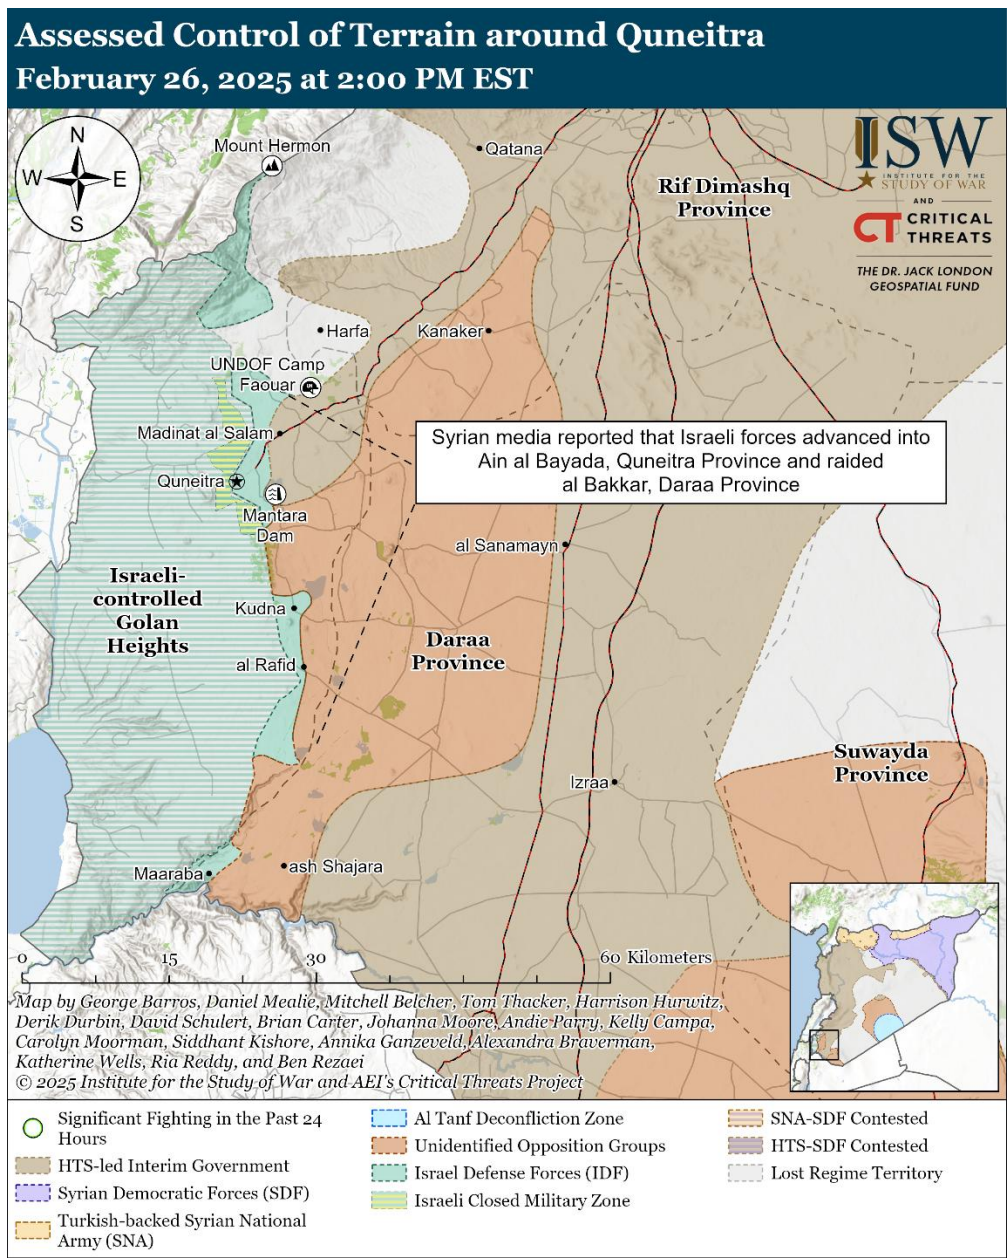 Assessed Control of Terrain around Quneitra
February 26, 2025 at 2:00 PM EST
N
W
E
S
Mount Hermon
Qatana
Rif Dimashq
Province
ISW
INSTITUTE FOR THE
STUDY OF WAR
AND
CT CRITICAL
THREATS
THE DR. JACK LONDON
GEOSPATIAL FUND
Harfa
Kanaker
UNDOF Camp
Faouar
Madinat al Salam
Syrian media reported that Israeli forces advanced into
Ain al Bayada, Quneitra Province and raided
al Bakkar, Daraa Province
Quneitra
Mantara
Dam
al Sanamayn
Israeli-
controlled
Golan
Heights
Kudna
al Rafid
Daraa
Province
Suwayda
Province
Izraa
Maaraba
ash Shajara
0
15
30
60 Kilometers
Map by George Barros, Daniel Mealie, Mitchell Belcher, Tom Thacker, Harrison Hurwitz,
Derik Durbin, David Schulert, Brian Carter, Johanna Moore, Andie Parry, Kelly Campa,
Carolyn Moorman, Siddhant Kishore, Annika Ganzeveld, Alexandra Braverman,
Katherine Wells, Ria Reddy, and Ben Rezaei
© 2025 Institute for the Study of War and AEI's Critical Threats Project
Significant Fighting in the Past 24
Hours
HTS-led Interim Government
Syrian Democratic Forces (SDF)
Turkish-backed Syrian National
Army (SNA)
Al Tanf Deconfliction Zone
Unidentified Opposition Groups
Israel Defense Forces (IDF)
Israeli Closed Military Zone
SNA-SDF Contested
HTS-SDF Contested
Lost Regime Territory